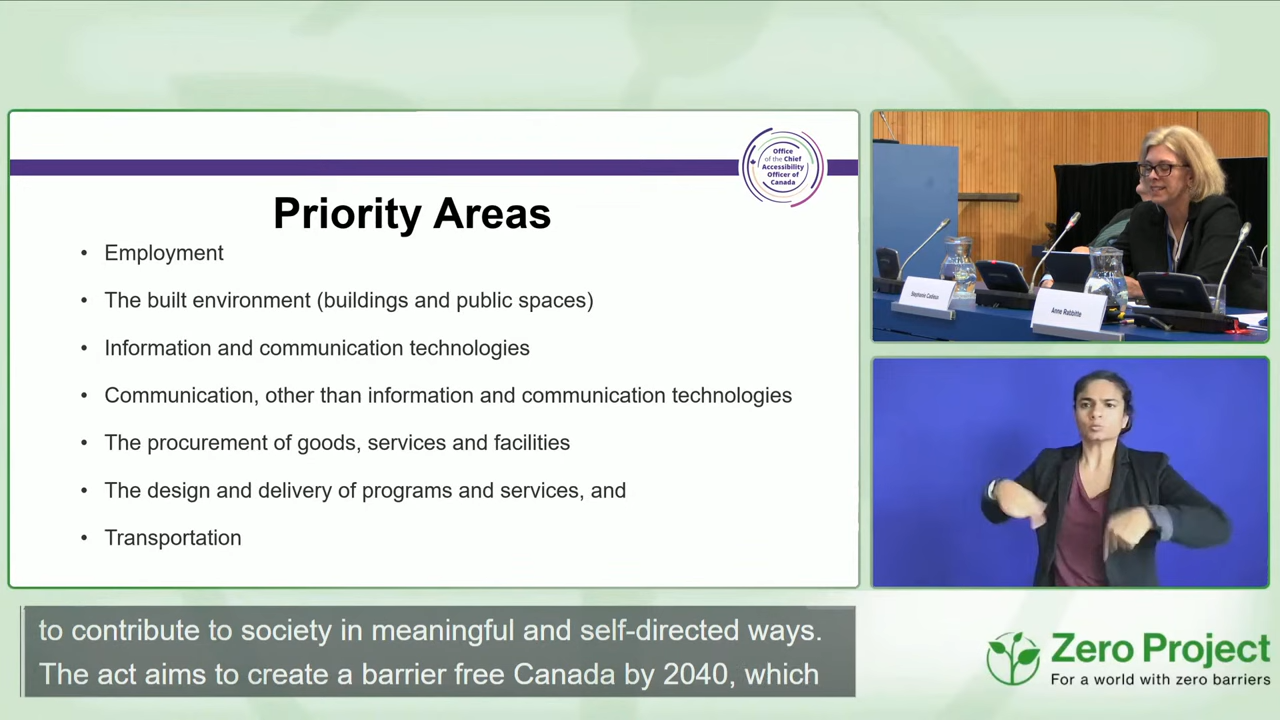 Office
of the Chief
Accessibility
Officer of
Canada
Priority Areas
• Employment
• The built environment (buildings and public spaces)
• Information and communication technologies
• Communication, other than information and communication technologies
• The procurement of goods, services and facilities
• The design and delivery of programs and services, and
• Transportation
Stephanie Cadieux
Anne Rabbitte
to contribute to society in meaningful and self-directed ways.
The act aims to create a barrier free Canada by 2040, which
Zero Project
For a world with zero barriers